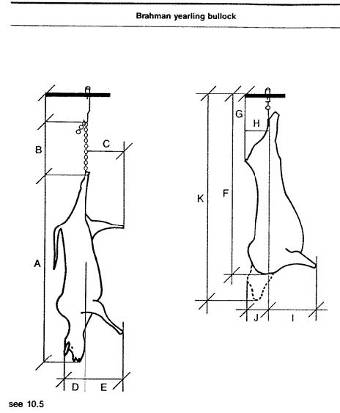 Brahman yearling bullock
G
H
B
C
K
F
A
J
I
D
E
see 10.5